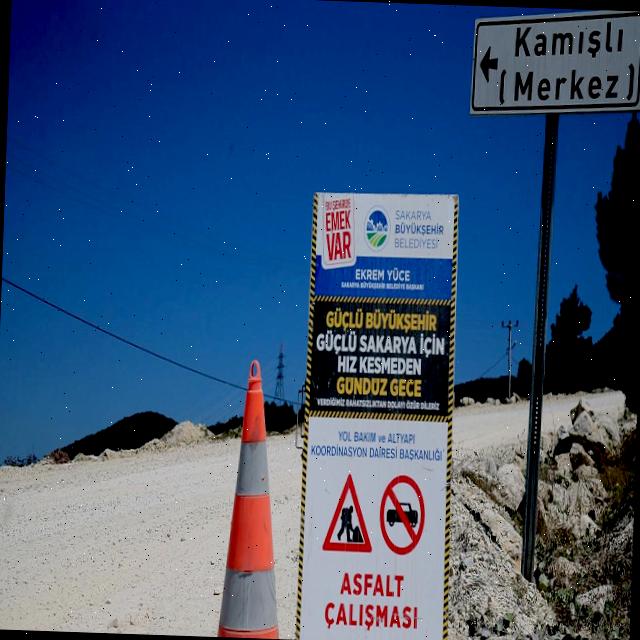 Kamışlı
(Merkez)
BU ŞEHİRDE
EMEK
VAR
SAKARYA
BÜYÜKŞEHİR
BELEDİYESİ
EKREM YÜCE
SAKARYA BÜYÜKŞEHİR BELEDİYE BAŞKANI
GÜÇLÜ BÜYÜKŞEHİR
GÜÇLÜ SAKARYA İÇİN
HIZ KESMEDEN
GÜNDÜZ GECE
VERDİĞİMİZ RAHATSIZLIKTAN DOLAYI ÖZÜR DİLERİZ
YOL BAKIM ve ALTYAPI
KOORDİNASYON DAİRESİ BAŞKANLIĞI
ASFALT
ÇALIŞMASI